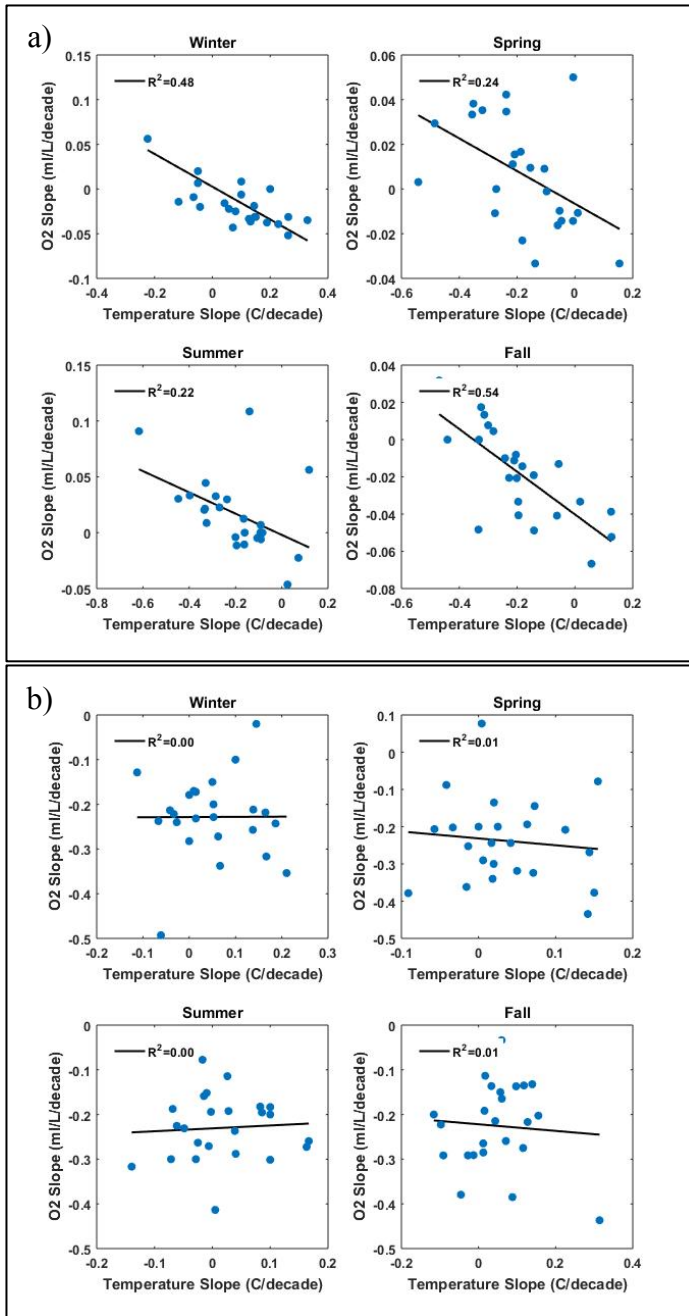 a)
Winter
O2 Slope (ml/L/decade)
0.15
0.1
0.05
0
-0.05
-0.1
R²=0.48
-0.4 -0.2 0 0.2 0.4
Temperature Slope (C/decade)
Spring
O2 Slope (ml/L/decade)
0.06
0.04
0.02
0
-0.02
-0.04
R²=0.24
-0.6 -0.4 -0.2 0 0.2
Temperature Slope (C/decade)
Summer
O2 Slope (ml/L/decade)
0.15
0.1
0.05
0
-0.05
R²=0.22
-0.8 -0.6 -0.4 -0.2 0 0.2
Temperature Slope (C/decade)
Fall
O2 Slope (ml/L/decade)
0.04
0.02
0
-0.02
-0.04
-0.06
-0.08
R²=0.54
-0.6 -0.4 -0.2 0 0.2
Temperature Slope (C/decade)
b)
Winter
O2 Slope (ml/L/decade)
0
-0.1
-0.2
-0.3
-0.4
-0.5
R²=0.00
-0.2 -0.1 0 0.1 0.2 0.3
Temperature Slope (C/decade)
Spring
O2 Slope (ml/L/decade)
0.1
0
-0.1
-0.2
-0.3
-0.4
-0.5
R²=0.01
-0.1 0 0.1 0.2
Temperature Slope (C/decade)
Summer
O2 Slope (ml/L/decade)
0
-0.1
-0.2
-0.3
-0.4
-0.5
R²=0.00
-0.2 -0.1 0 0.1 0.2
Temperature Slope (C/decade)
Fall
O2 Slope (ml/L/decade)
0
-0.1
-0.2
-0.3
-0.4
-0.5
R²=0.01
-0.2 0 0.2 0.4
Temperature Slope (C/decade)